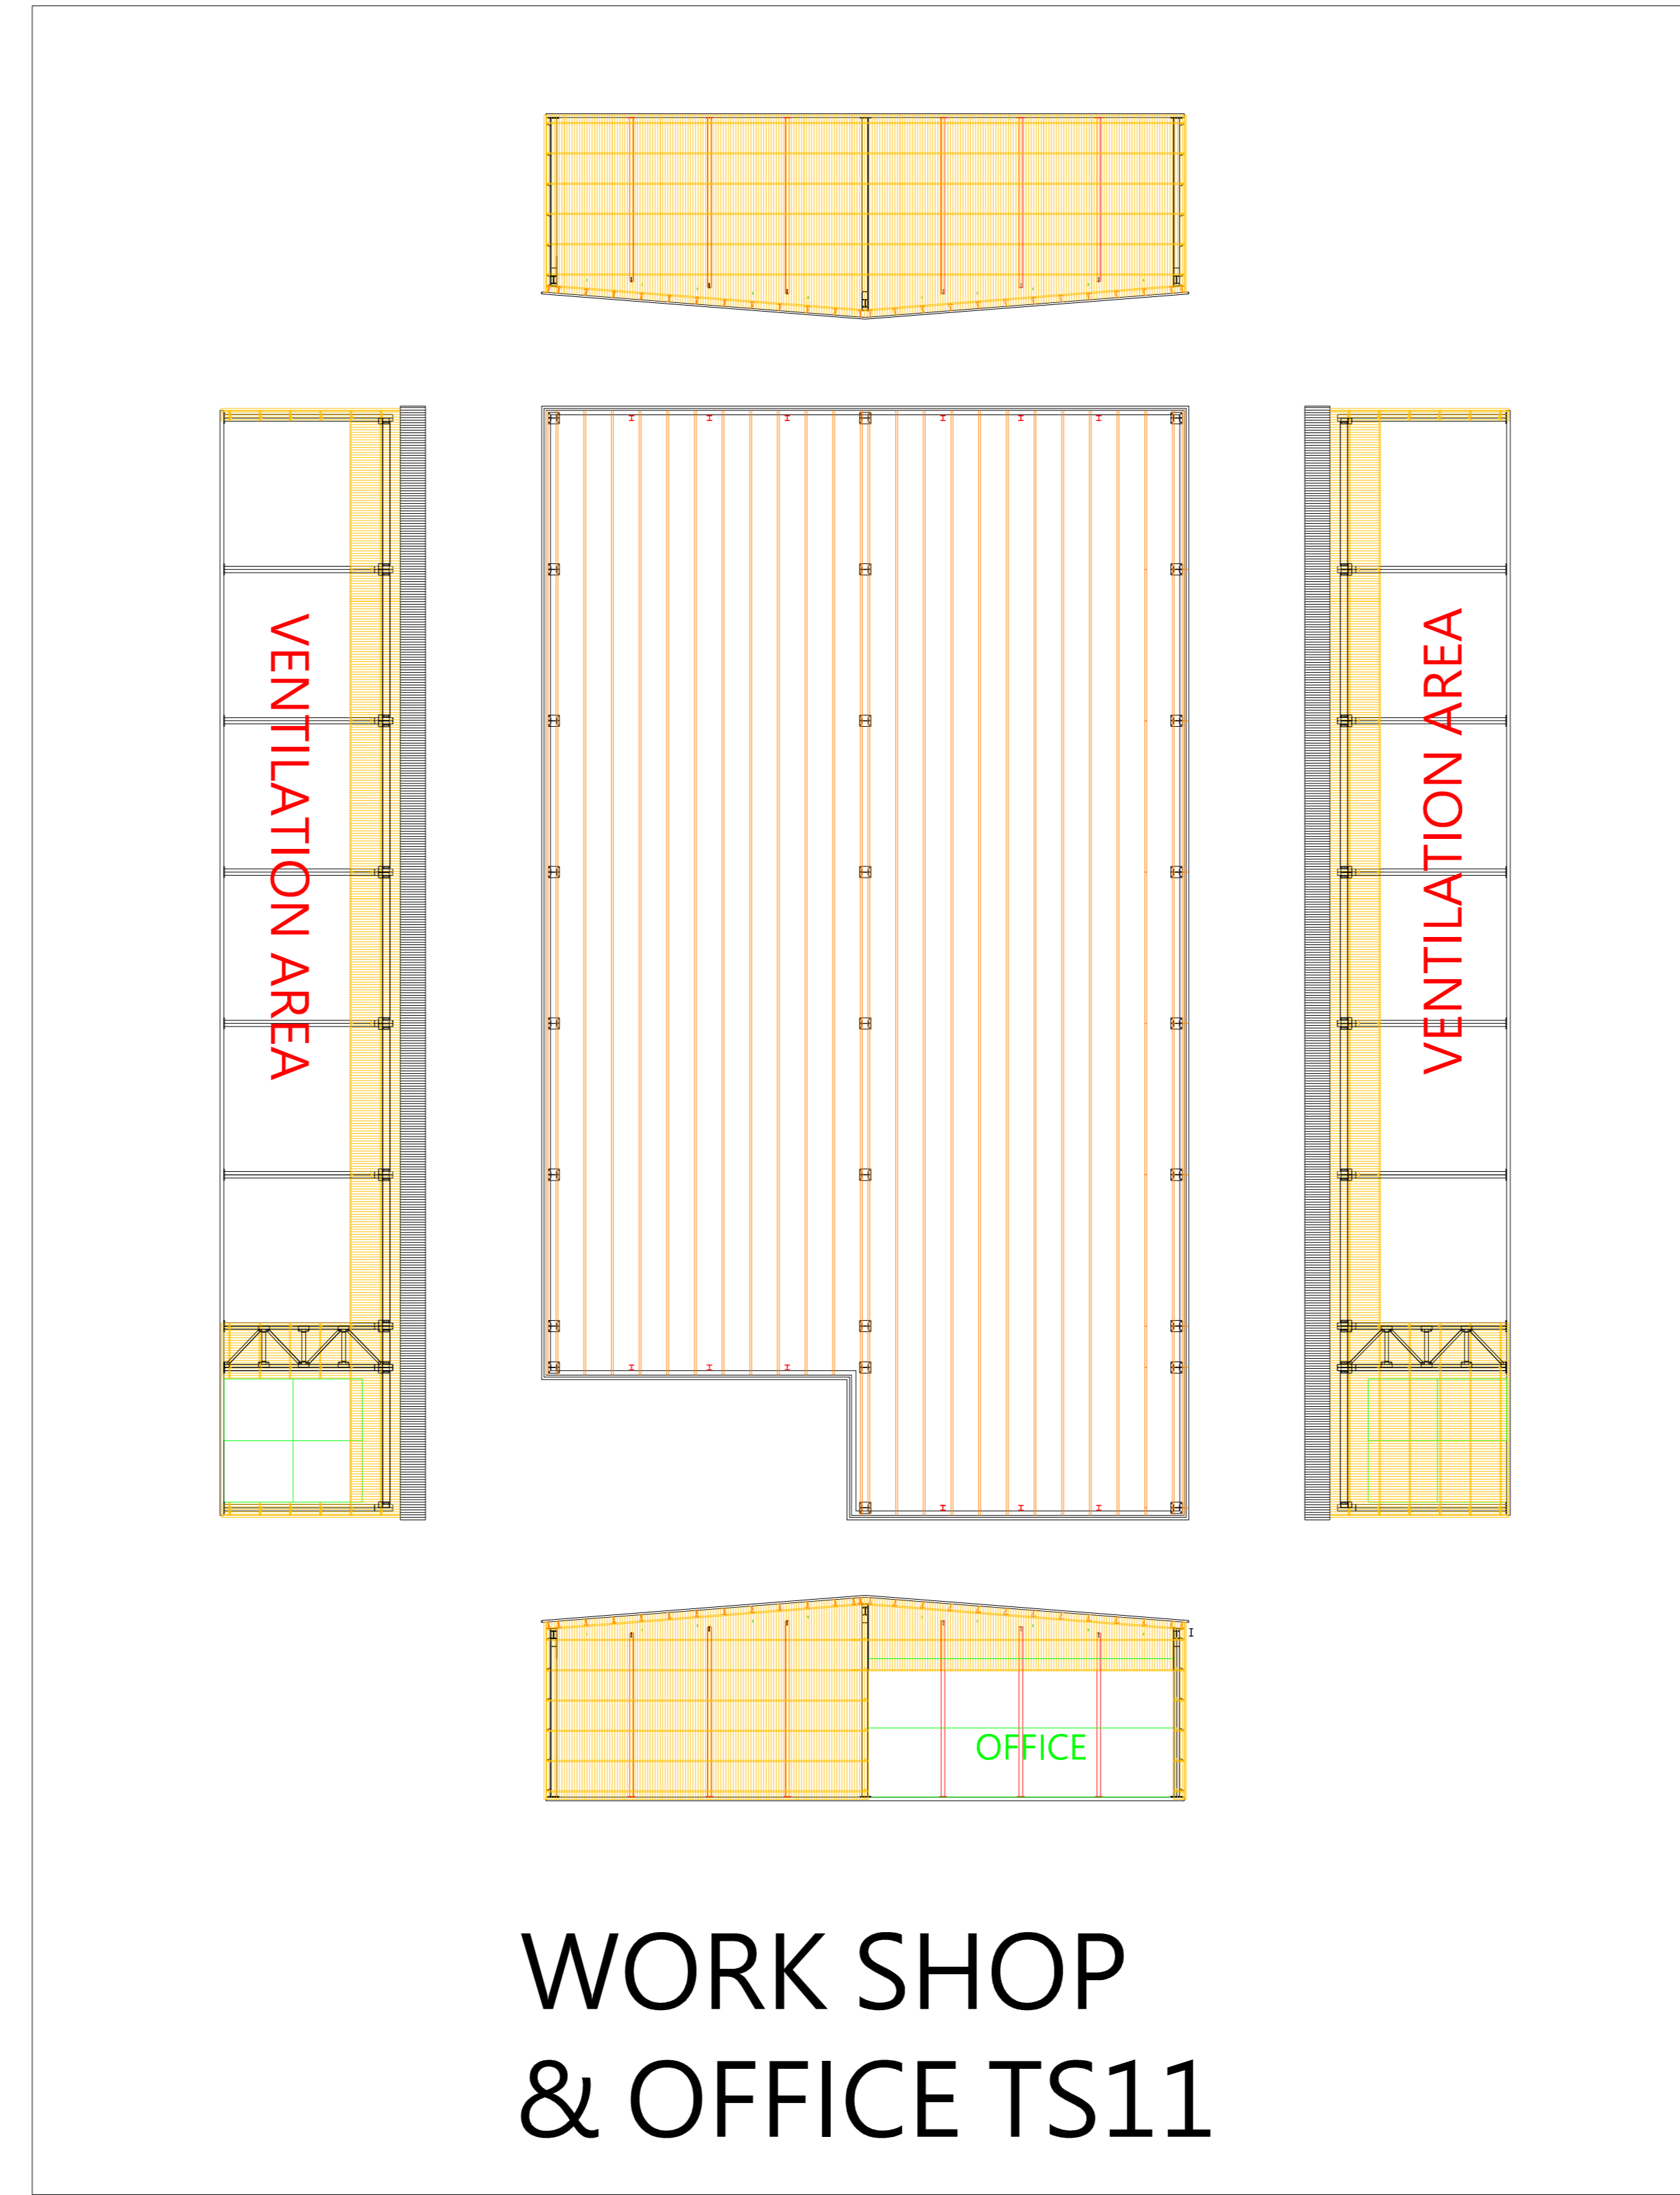 VENTILATION AREA
VENTILATION AREA
OFFICE
WORK SHOP
& OFFICE TS11